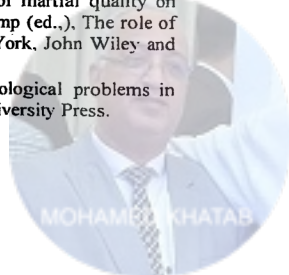 of martial quality on
mp (ed.,), The role of
York, John Wiley and
ological problems in
iversity Press.
MOHAMED KHATAB